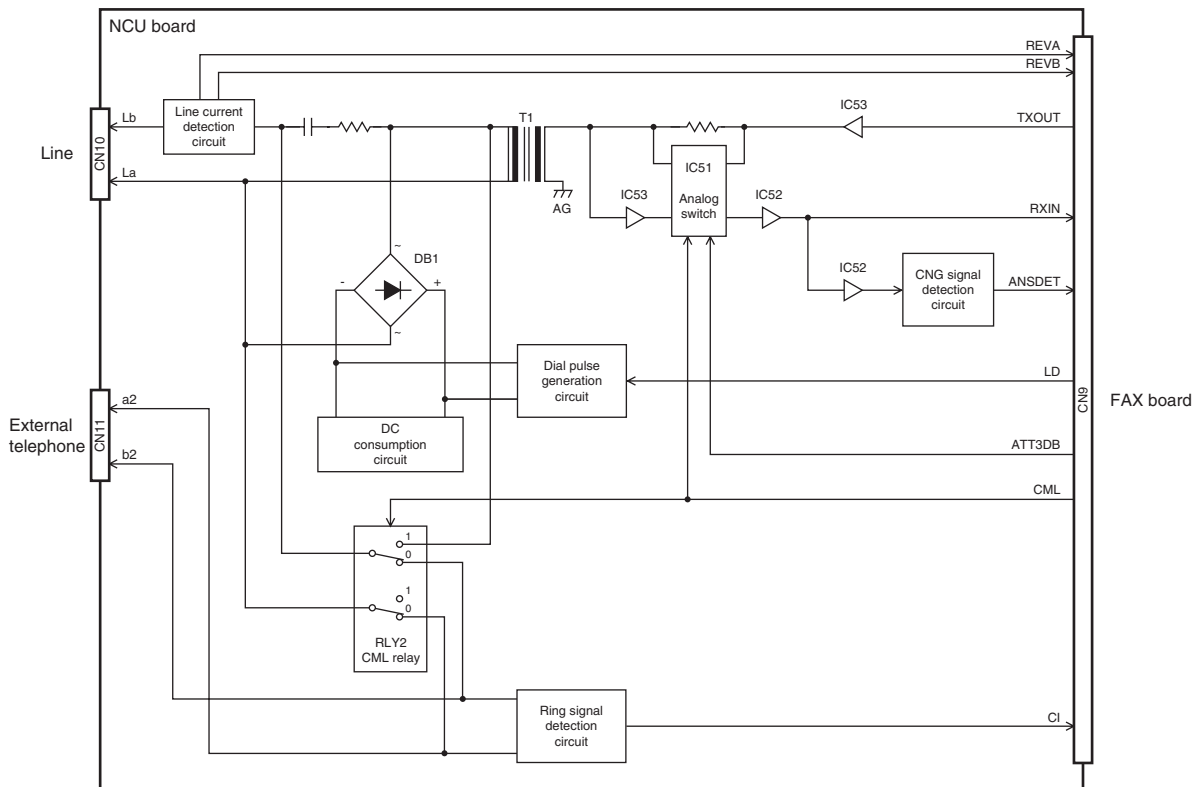 NCU board
REVA
REVB
Line
CN10
Lb
Line current
detection
circuit
T1
IC53
TXOUT
La
AG
IC51
Analog
switch
IC53
IC52
RXIN
~
DB1
-
+
~
IC52
CNG signal
detection
circuit
ANSDET
Dial pulse
generation
circuit
LD
CN9
FAX board
External
telephone
CN11
a2
b2
DC
consumption
circuit
ATT3DB
CML
1
0
1
0
RLY2
CML relay
Ring signal
detection
circuit
CI